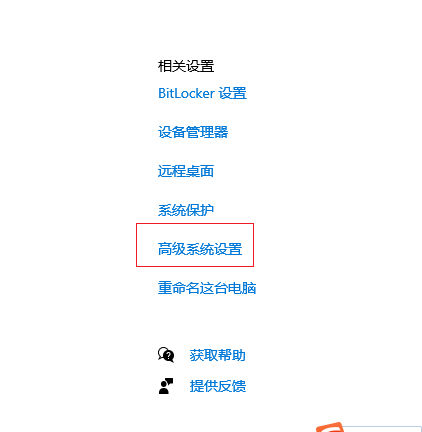 相关设置
BitLocker 设置
设备管理器
远程桌面
系统保护
高级系统设置
重命名这台电脑
获取帮助
提供反馈